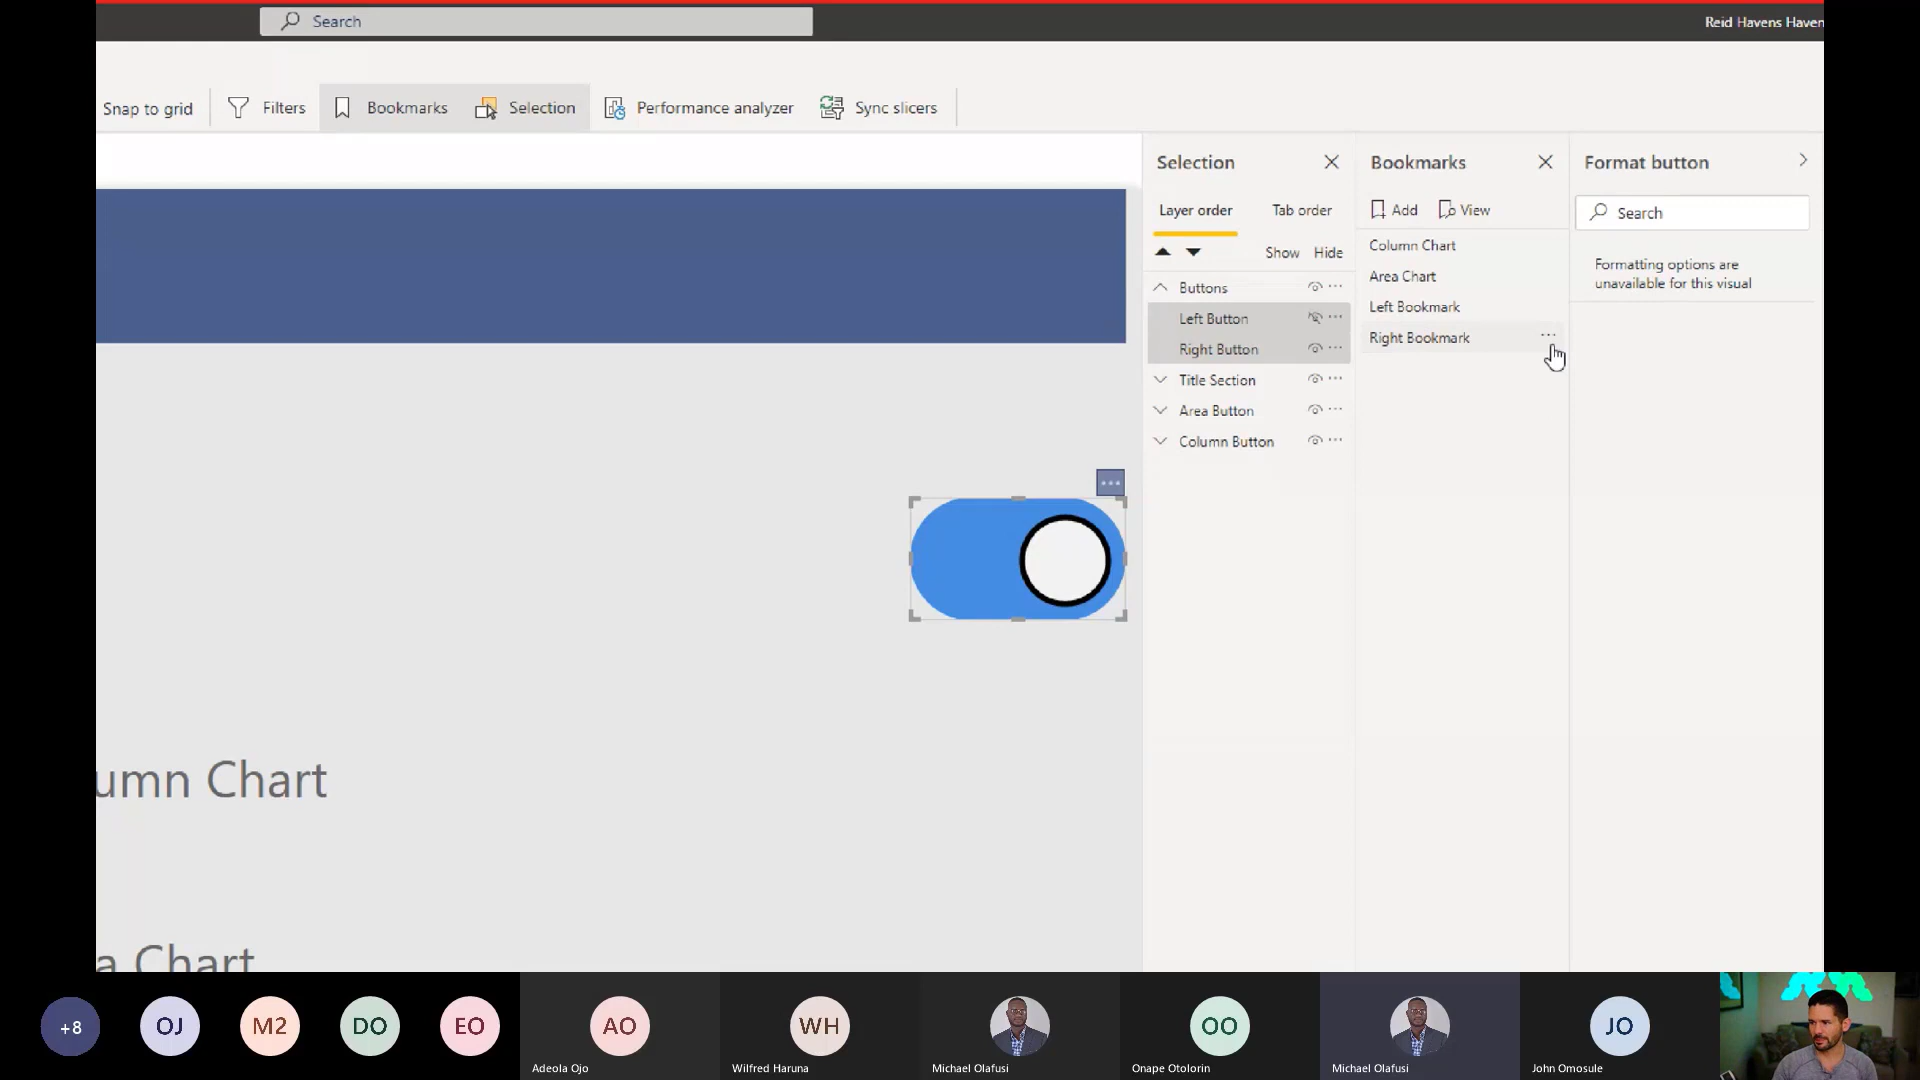 Search
Reid Havens Haven
Snap to grid
Filters
Bookmarks
Selection
Performance analyzer
Sync slicers
Selection
Layer order
Tab order
Show
Hide
Buttons
Left Button
Right Button
Title Section
Area Button
Column Button
Bookmarks
Add
View
Column Chart
Area Chart
Left Bookmark
Right Bookmark
Format button
Search
Formatting options are
unavailable for this visual
umn Chart
a Chart
+8
OJ
M2
DO
EO
AO
Adeola Ojo
WH
Wilfred Haruna
Michael Olafusi
OO
Onape Otolorin
Michael Olafusi
JO
John Omosule